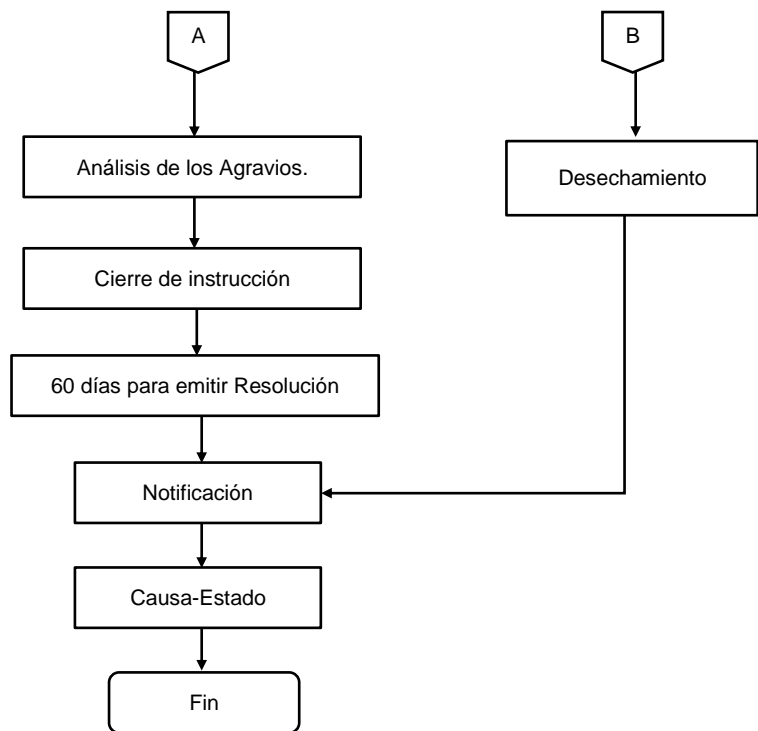 A
B
Análisis de los Agravios.
Desechamiento
Cierre de instrucción
60 días para emitir Resolución
Notificación
Causa-Estado
Fin